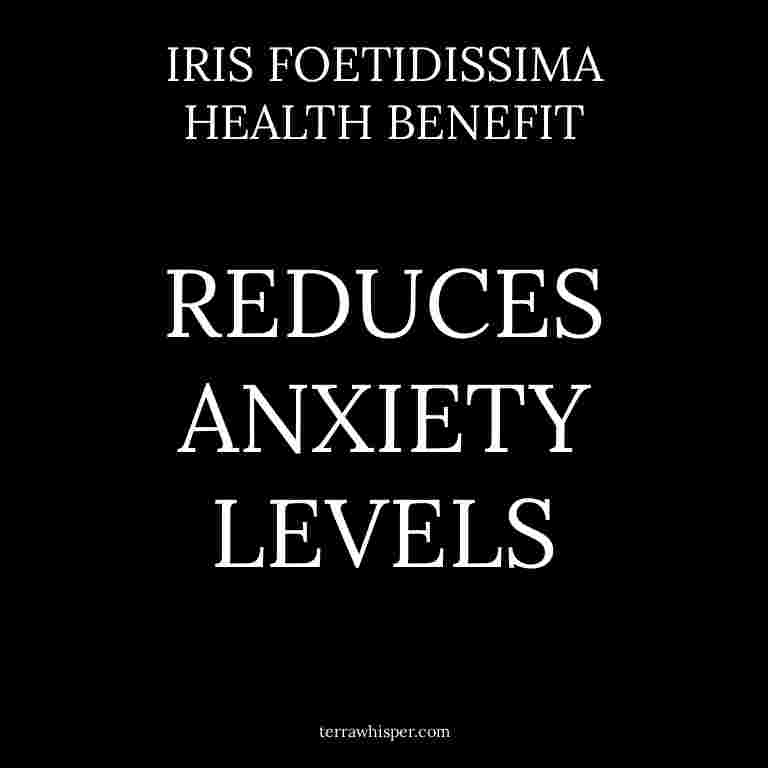 IRIS FOETIDISSIMA
HEALTH BENEFIT
REDUCES
ANXIETY
LEVELS
terrawhisper.com